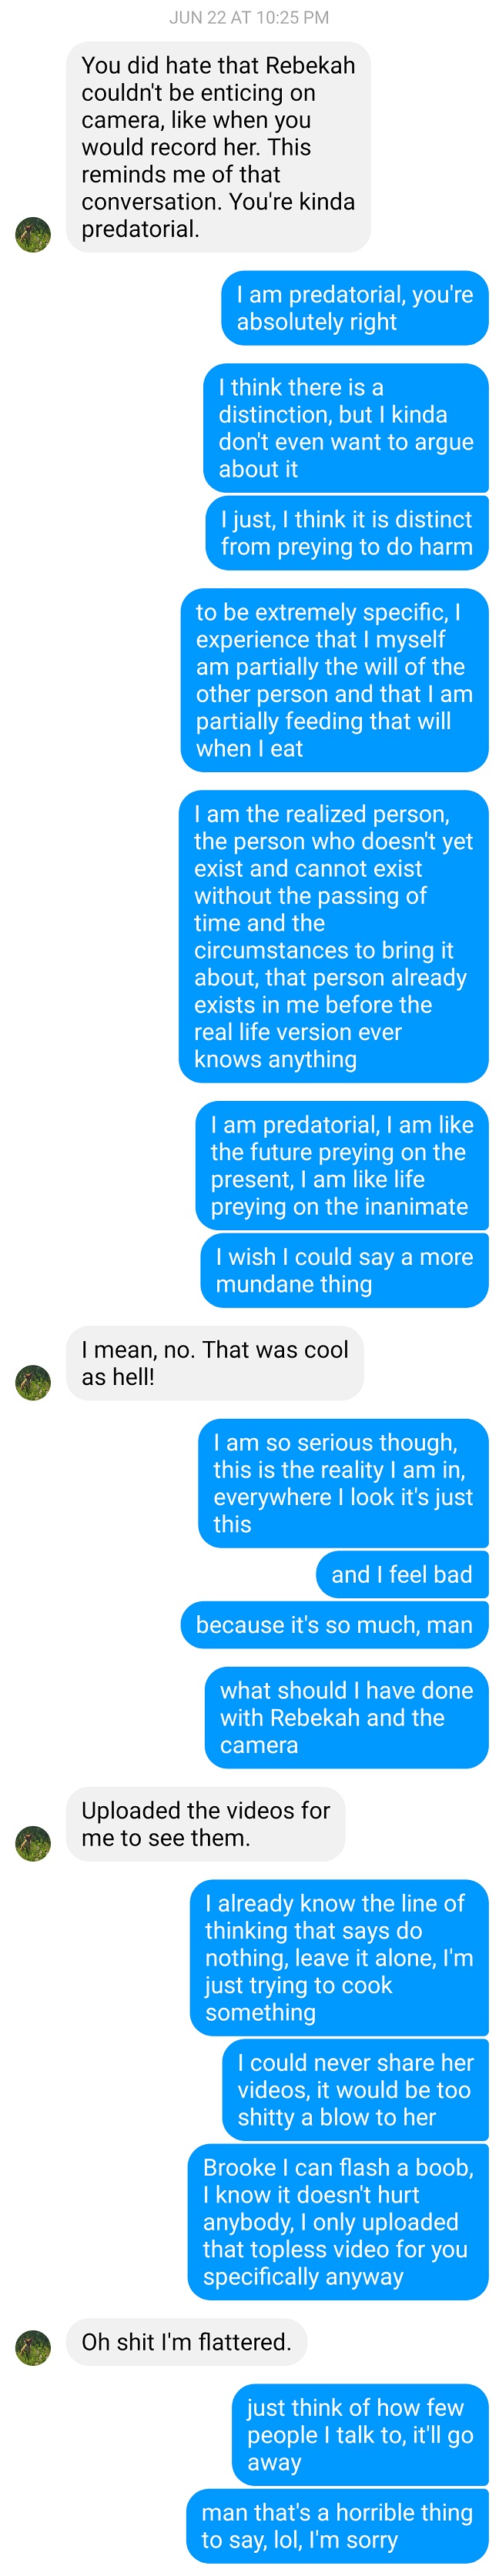 JUN 22 AT 10:25 PM
You did hate that Rebekah
couldn't be enticing on
camera, like when you
would record her. This
reminds me of that
conversation. You're kinda
predatorial.
I am predatorial, you're
absolutely right
I think there is a
distinction, but I kinda
don't even want to argue
about it
I just, I think it is distinct
from preying to do harm
to be extremely specific, I
experience that I myself
am partially the will of the
other person and that I am
partially feeding that will
when I eat
I am the realized person,
the person who doesn't yet
exist and cannot exist
without the passing of
time and the
circumstances to bring it
about, that person already
exists in me before the
real life version ever
knows anything
I am predatorial, I am like
the future preying on the
present, I am like life
preying on the inanimate
I wish I could say a more
mundane thing
I mean, no. That was cool
as hell!
I am so serious though,
this is the reality I am in,
everywhere I look it's just
this
and I feel bad
because it's so much, man
what should I have done
with Rebekah and the
camera
Uploaded the videos for
me to see them.
I already know the line of
thinking that says do
nothing, leave it alone, I'm
just trying to cook
something
I could never share her
videos, it would be too
shitty a blow to her
Brooke I can flash a boob,
I know it doesn't hurt
anybody, I only uploaded
that topless video for you
specifically anyway
Oh shit I'm flattered.
just think of how few
people I talk to, it'll go
away
man that's a horrible thing
to say, lol, I'm sorry